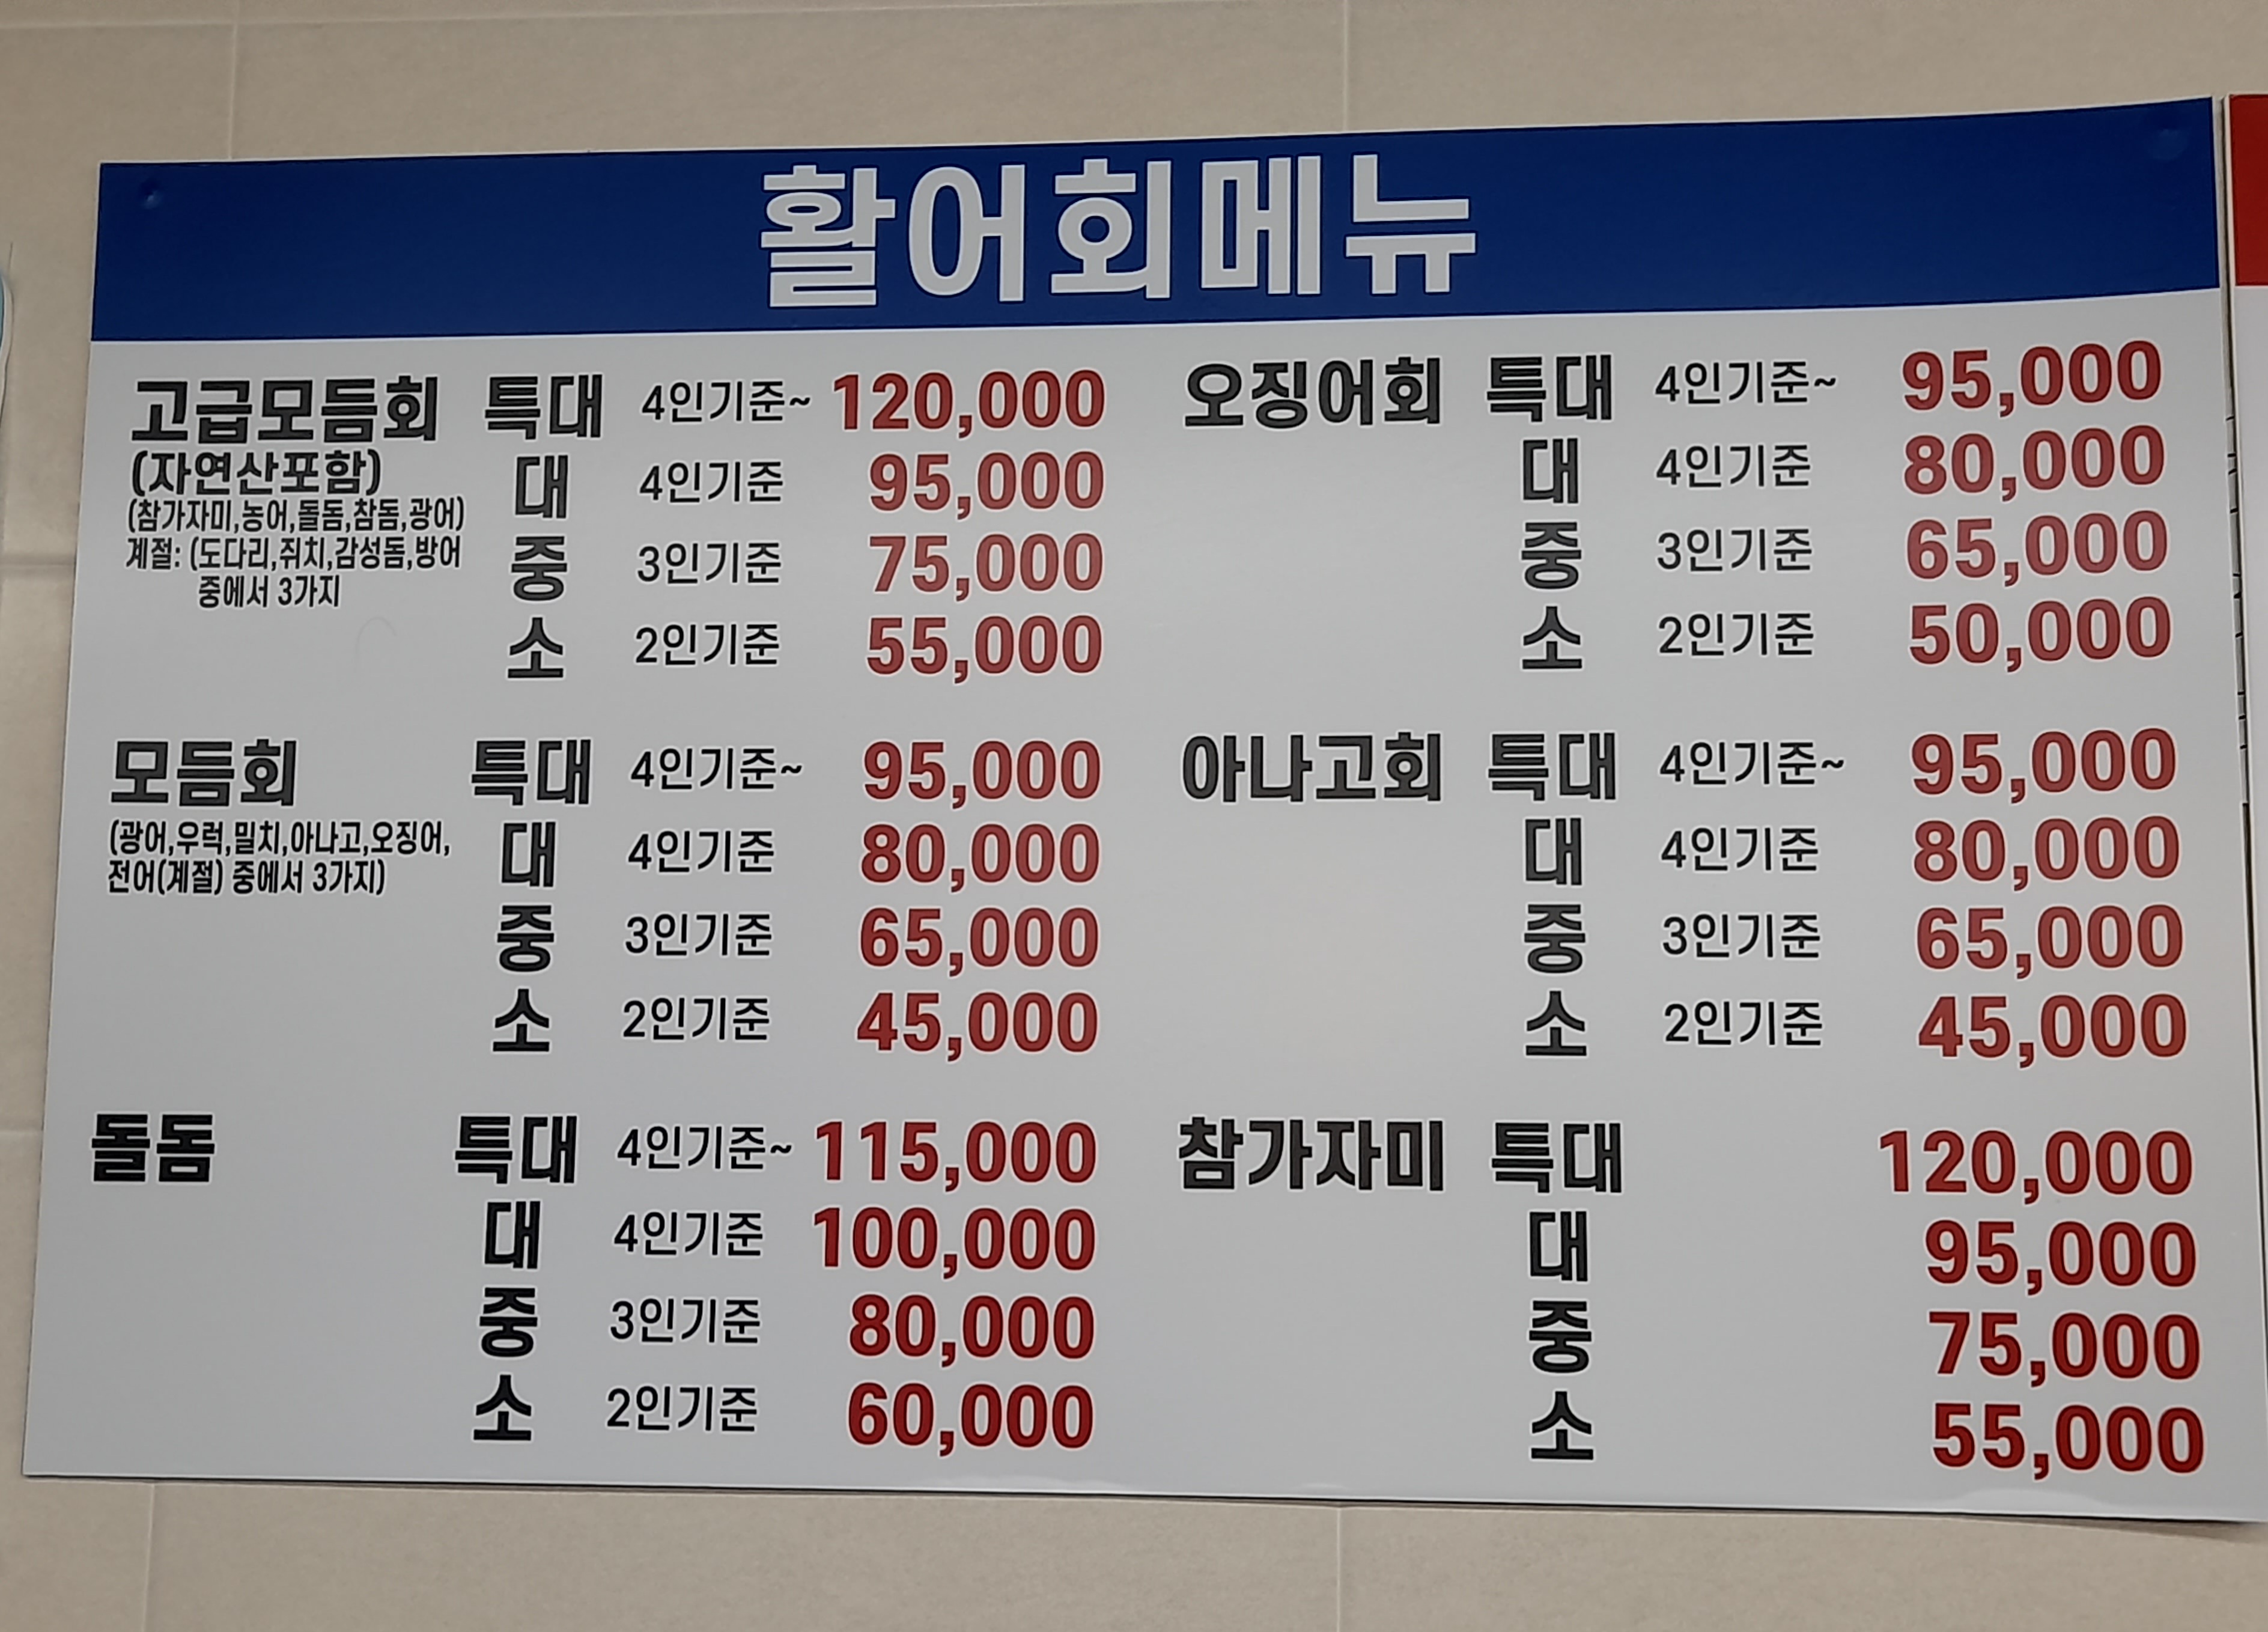 활어회메뉴
고급모듬회 특대 4인기준~ 120,000
(자연산포함)
(참가자미,농어,돌돔,참돔,광어)
계절: (도다리,쥐치,감성돔,방어
중에서 3가지
대 4인기준 95,000
중 3인기준 75,000
소 2인기준 55,000
모듬회 특대 4인기준~ 95,000
(광어,우럭,밀치,아나고,오징어,
전어(계절) 중에서 3가지)
대 4인기준 80,000
중 3인기준 65,000
소 2인기준 45,000
돌돔 특대 4인기준~ 115,000
대 4인기준 100,000
중 3인기준 80,000
소 2인기준 60,000
오징어회 특대 4인기준~ 95,000
대 4인기준 80,000
중 3인기준 65,000
소 2인기준 50,000
아나고회 특대 4인기준~ 95,000
대 4인기준 80,000
중 3인기준 65,000
소 2인기준 45,000
참가자미 특대 120,000
대 95,000
중 75,000
소 55,000